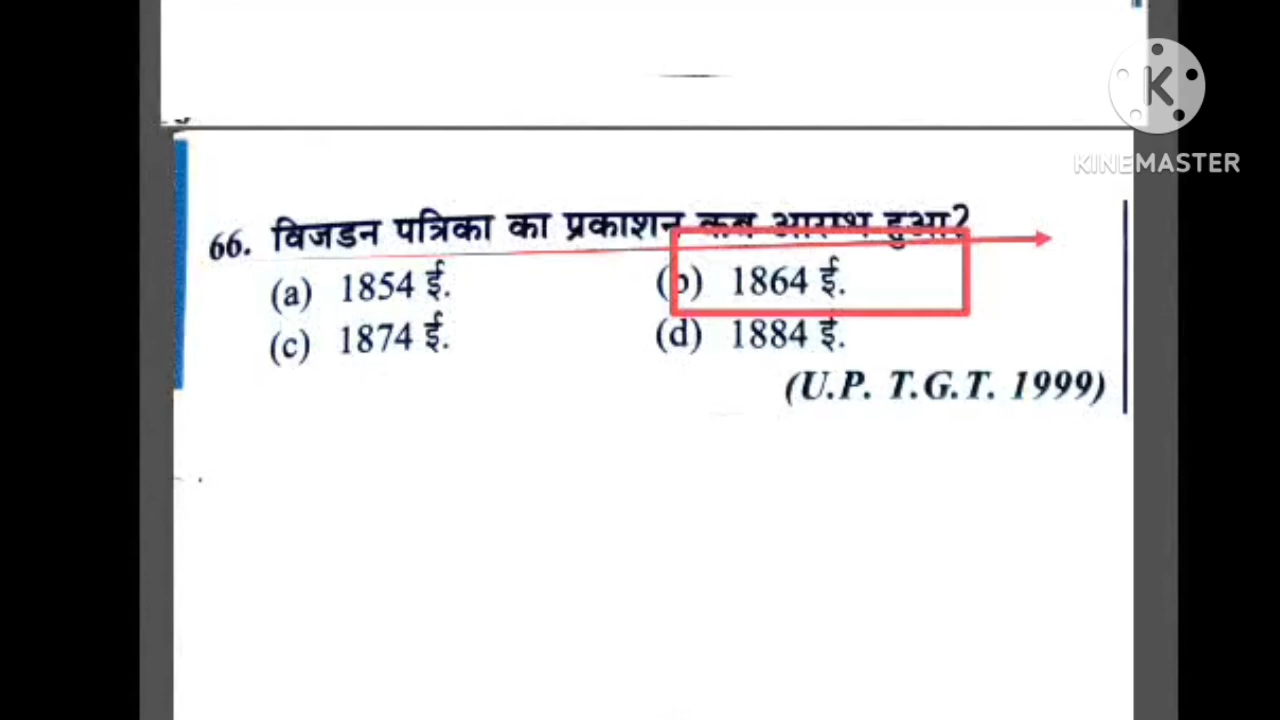 K
KINEMASTER
66. विजडन पत्रिका का प्रकाशन कब आरम्भ हुआ?
(a) 1854 ई. (b) 1864 ई.
(c) 1874 ई. (d) 1884 ई.
(U.P. T.G.T. 1999)